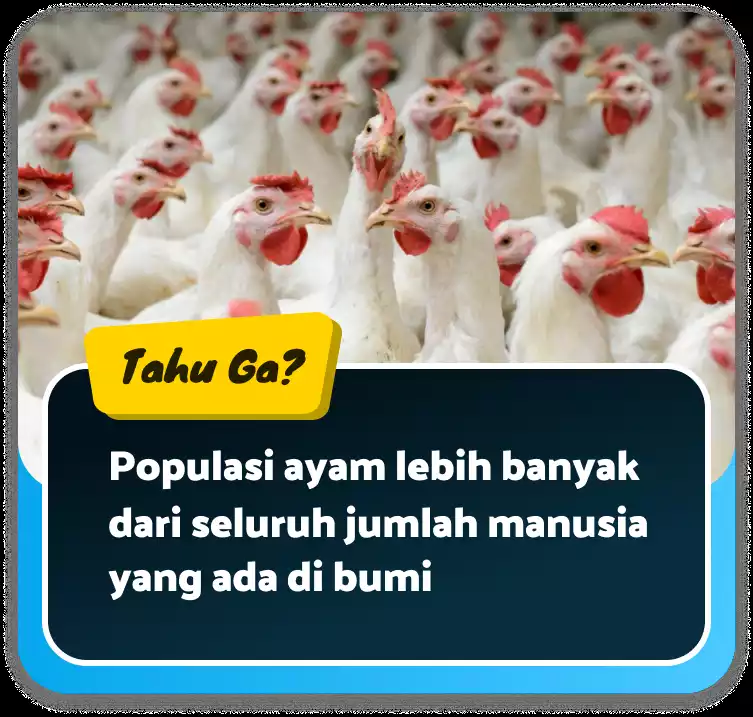 Tahu Ga?
Populasi ayam lebih banyak
dari seluruh jumlah manusia
yang ada di bumi